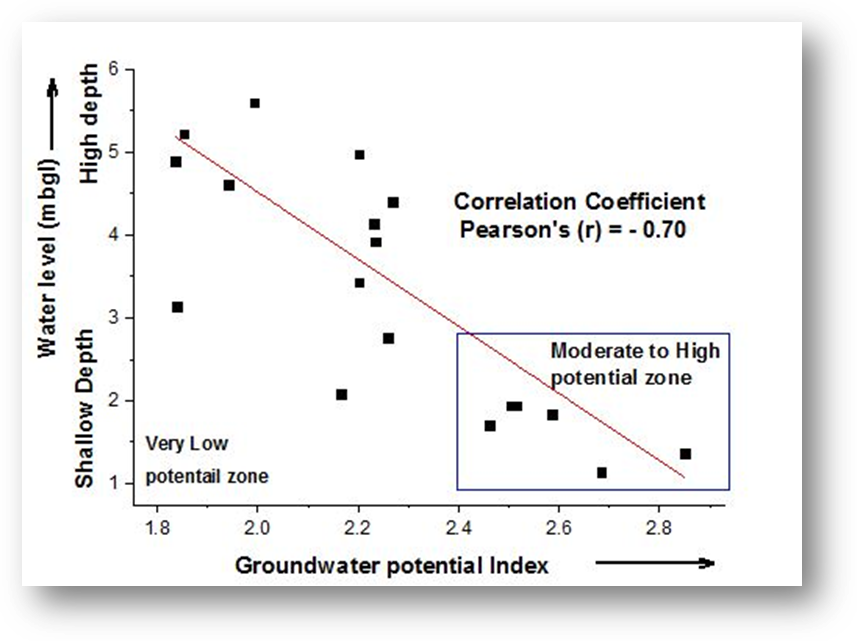 Water level (m bgl)
High depth
Shallow Depth
6
5
4
3
2
1
Correlation Coefficient
Pearson's (r) = - 0.70
Moderate to High
potential zone
Very Low
potentail zone
1.8 2.0 2.2 2.4 2.6 2.8
Groundwater potential Index